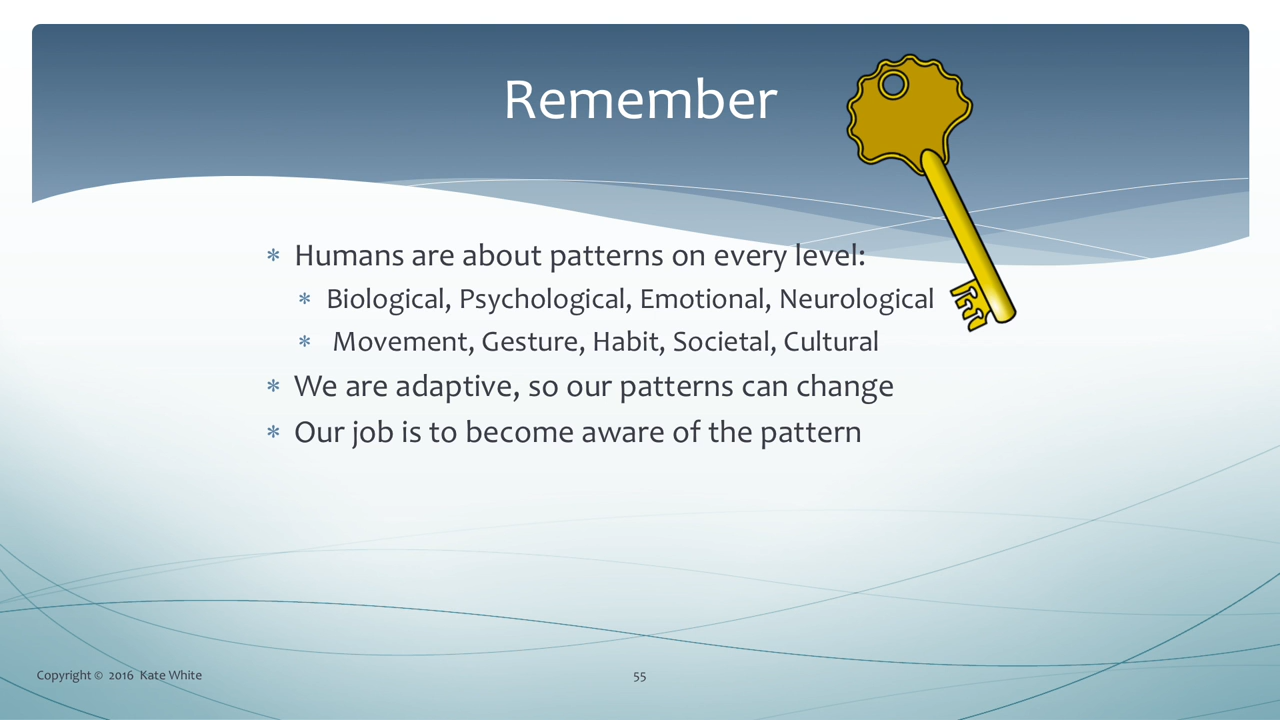 Remember
* Humans are about patterns on every level:
* Biological, Psychological, Emotional, Neurological
* Movement, Gesture, Habit, Societal, Cultural
* We are adaptive, so our patterns can change
* Our job is to become aware of the pattern
Copyright © 2016 Kate White
55